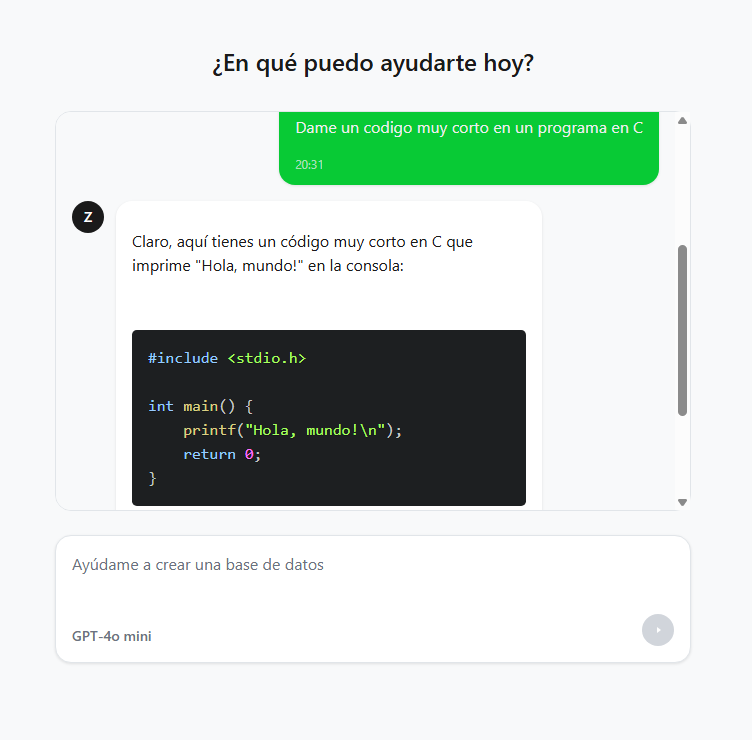 ¿En qué puedo ayudarte hoy?
Dame un codigo muy corto en un programa en C
20:31
Z
Claro, aquí tienes un código muy corto en C que
imprime "Hola, mundo!" en la consola:
#include <stdio.h>
int main() {
    printf("Hola, mundo!\n");
    return 0;
}
Ayúdame a crear una base de datos
GPT-4o mini